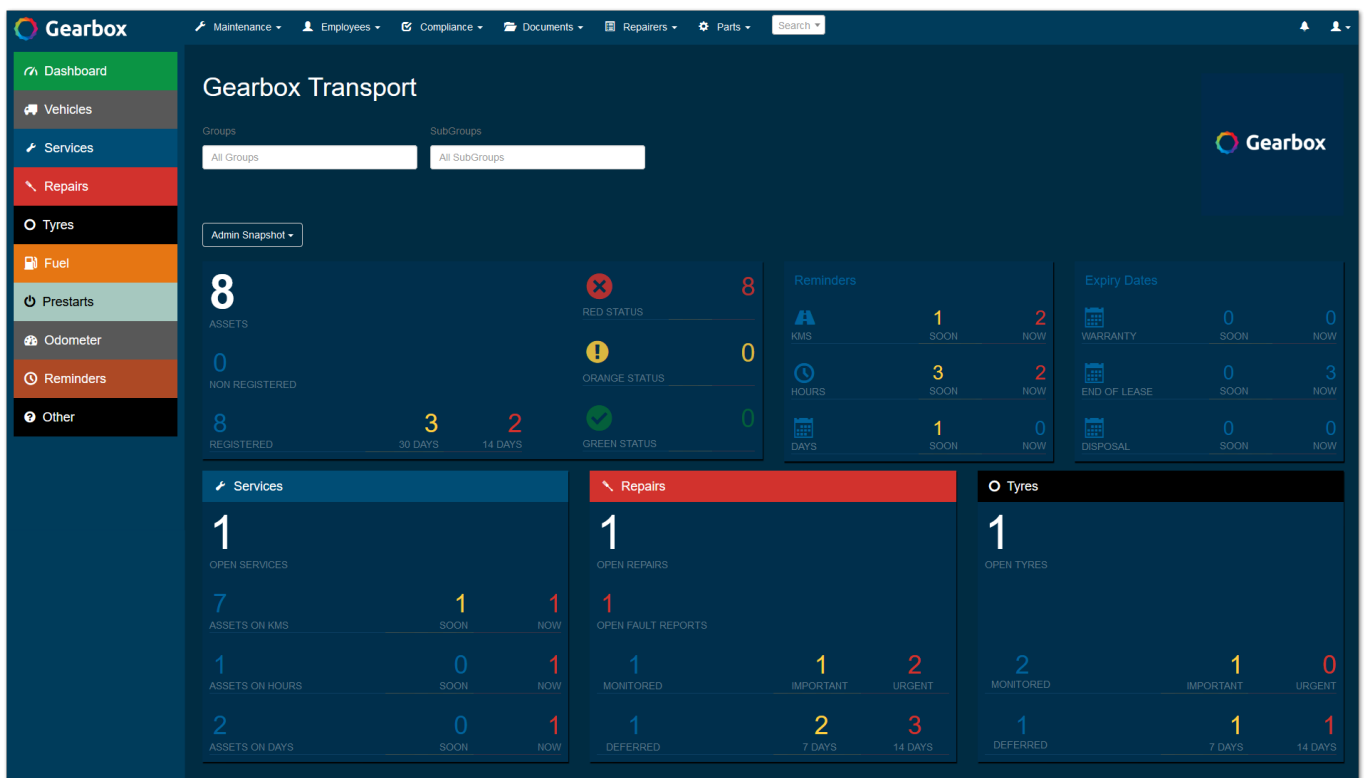 Gearbox
Maintenance Employees Compliance Documents Repairers Parts Search
Dashboard
Vehicles
Services
Repairs
Tyres
Fuel
Prestarts
Odometer
Reminders
Other
Gearbox Transport
Groups SubGroups
All Groups All SubGroups
Gearbox
Admin Snapshot
8
ASSETS
0
NON REGISTERED
8 3 2
REGISTERED 30 DAYS 14 DAYS
8
RED STATUS
0
ORANGE STATUS
0
GREEN STATUS
Reminders
1 2
KMS SOON NOW
3 2
HOURS SOON NOW
1 0
DAYS SOON NOW
Expiry Dates
0 0
WARRANTY SOON NOW
0 3
END OF LEASE SOON NOW
0 0
DISPOSAL SOON NOW
Services
1
OPEN SERVICES
7 1 1
ASSETS ON KMS SOON NOW
1 0 1
ASSETS ON HOURS SOON NOW
2 0 1
ASSETS ON DAYS SOON NOW
Repairs
1
OPEN REPAIRS
1
OPEN FAULT REPORTS
1 1 2
MONITORED IMPORTANT URGENT
1 2 3
DEFERRED 7 DAYS 14 DAYS
Tyres
1
OPEN TYRES
2 1 0
MONITORED IMPORTANT URGENT
1 1 1
DEFERRED 7 DAYS 14 DAYS